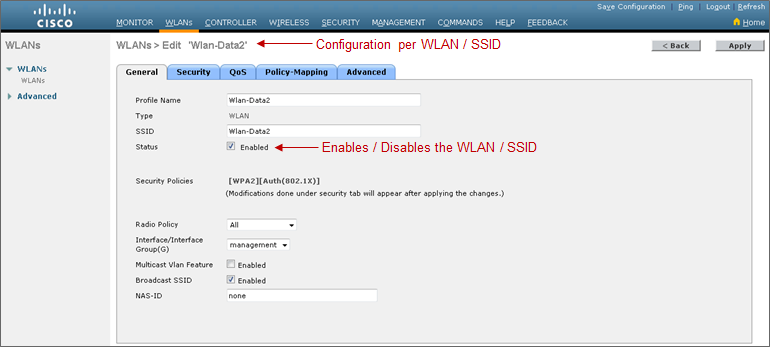 Save Configuration | Ping | Logout | Refresh
CISCO
MONITOR WLANs CONTROLLER WIRELESS SECURITY MANAGEMENT COMMANDS HELP FEEDBACK
Home
WLANs
WLANs > Edit 'Wlan-Data2'
Configuration per WLAN / SSID
< Back
Apply
WLANs
WLANs
Advanced
General Security QoS Policy-Mapping Advanced
Profile Name Wlan-Data2
Type WLAN
SSID Wlan-Data2
Status Enabled
Enables / Disables the WLAN / SSID
Security Policies [WPA2][Auth(802.1X)]
(Modifications done under security tab will appear after applying the changes.)
Radio Policy All
Interface/Interface
Group(G) management
Multicast Vlan Feature Enabled
Broadcast SSID Enabled
NAS-ID none